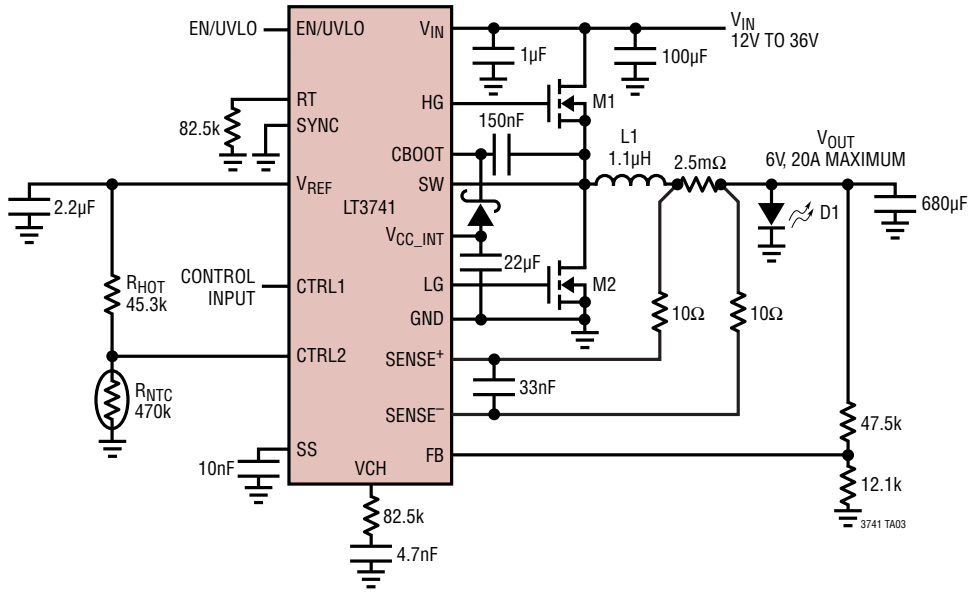 EN/UVLO
EN/UVLO
V_IN
V_IN
12V TO 36V
1µF
100µF
RT
HG
M1
82.5k
SYNC
150nF
CBOOT
L1
1.1µH
2.5mΩ
V_OUT
6V, 20A MAXIMUM
V_REF
SW
LT3741
2.2µF
D1
680µF
V_CC_INT
22µF
R_HOT
45.3k
CONTROL
INPUT
CTRL1
LG
M2
GND
10Ω
10Ω
CTRL2
SENSE+
33nF
R_NTC
470k
SENSE–
47.5k
SS
FB
10nF
VCH
12.1k
82.5k
3741 TA03
4.7nF